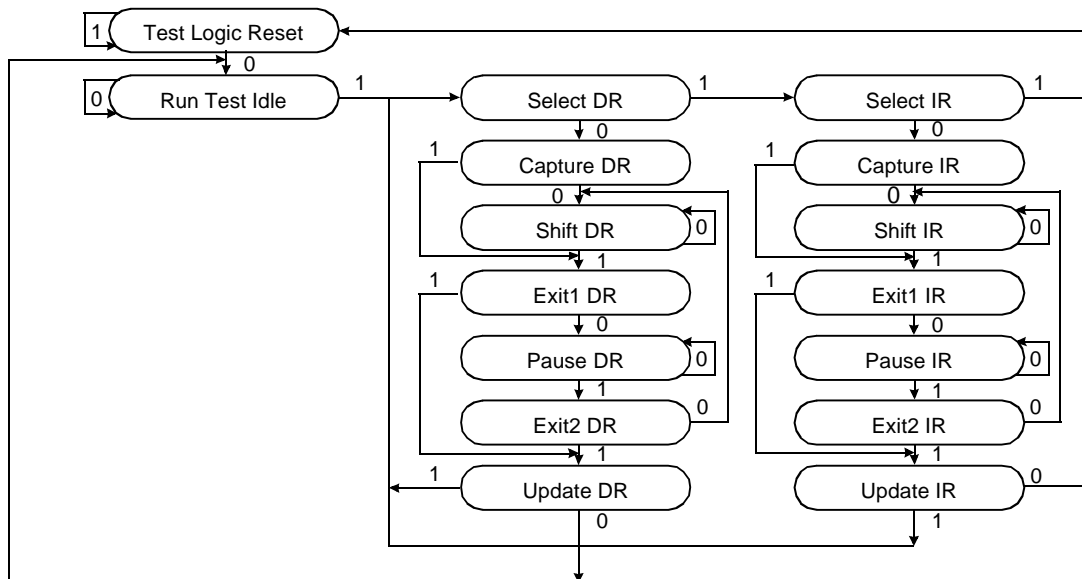 1
Test Logic Reset
0
0
Run Test Idle
1
Select DR
1
Select IR
1
0
0
1
Capture DR
1
Capture IR
0
0
Shift DR
0
Shift IR
0
1
1
1
Exit1 DR
1
Exit1 IR
0
0
Pause DR
0
Pause IR
0
1
1
Exit2 DR
0
Exit2 IR
0
1
1
1
Update DR
Update IR
0
0
1